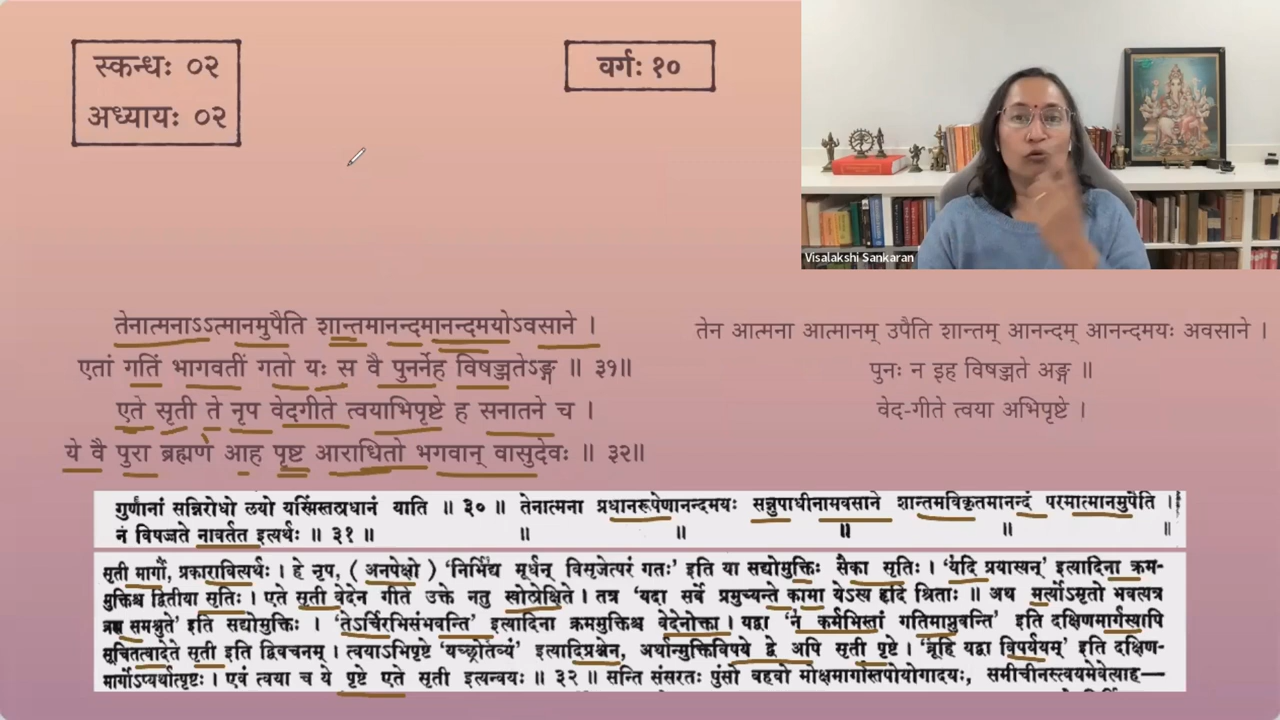 स्कन्धः ०२
अध्यायः ०२
वर्गः १०
Visalakshi Sankaran
तेनात्मनाऽऽत्मानमुपैति शान्तमानन्दमानन्दमयोऽवसाने ।
एतां गतिं भागवतीं गतो यः स वै पुनर्नेह विषज्जतेऽङ्ग ॥ ३१॥
एते सृती ते नृप वेदगीते त्वयाभिपृष्टे ह सनातने च ।
ये वै पुरा ब्रह्मण आह पृष्ट आराधितो भगवान् वासुदेवः ॥ ३२॥
तेन आत्मना आत्मानम् उपैति शान्तम् आनन्दम् आनन्दमयः अवसाने ।
पुनः न इह विषज्जते अङ्ग ॥
वेद-गीते त्वया अभिपृष्टे ।
गुणानां सन्निरोधो लयो यस्मिंस्तत्प्रधानं याति ॥ ३० ॥ तेनात्मना प्रधानरूपेणानन्दमयः सन्नुपाधीनामवसाने शान्तमविकृतमानन्दं परमात्मानमुपैति ।
न विषज्जते नावर्तत इत्यर्थः ॥ ३१ ॥ ॥ ॥ ॥ ॥ ॥
सृती मार्गौ, प्रकारावित्यर्थः । हे नृप, ( अनपेक्षो ) ‘निर्भिद्य मूर्धन् विसृजेत्परं गतः’ इति या सद्योमुक्तिः सैका सृतिः । ‘यदि प्रयास्यन्’ इत्यादिना क्रम-
मुक्तिश्च द्वितीया सृतिः । एते सृती वेदेन गीते उक्ते नतु स्वोत्प्रेक्षिते । तत्र ‘यदा सर्वे प्रमुच्यन्ते कामा येऽस्य हृदि श्रिताः ॥ अथ मर्त्योऽमृतो भवत्यत्र
ब्रह्म समश्नुते’ इति सद्योमुक्तिः । ‘तेऽर्चिरभिसंभवन्ति’ इत्यादिना क्रममुक्तिश्च वेदेनोक्ता । यद्वा ‘न कर्मभिस्तां गतिमाप्नुवन्ति’ इति दक्षिणमार्गस्यापि
सूचितत्वादेते सृती इति द्विवचनम् । त्वयाऽभिपृष्टे ‘यच्छ्रोतव्यं’ इत्यादिप्रश्नेन, अर्थान्मुक्तिविषये द्वे अपि सृती पृष्टे । ‘ब्रूहि यद्वा विपर्ययम्’ इति दक्षिण-
मार्गोऽप्यर्थात्पृष्टः । एवं त्वया च ये पृष्टे एते सृती इत्यन्वयः ॥ ३२ ॥ सन्ति संसरतः पुंसो बहवो मोक्षमार्गास्तपोयोगादयः, समीचीनस्त्वयमेवेत्याह—